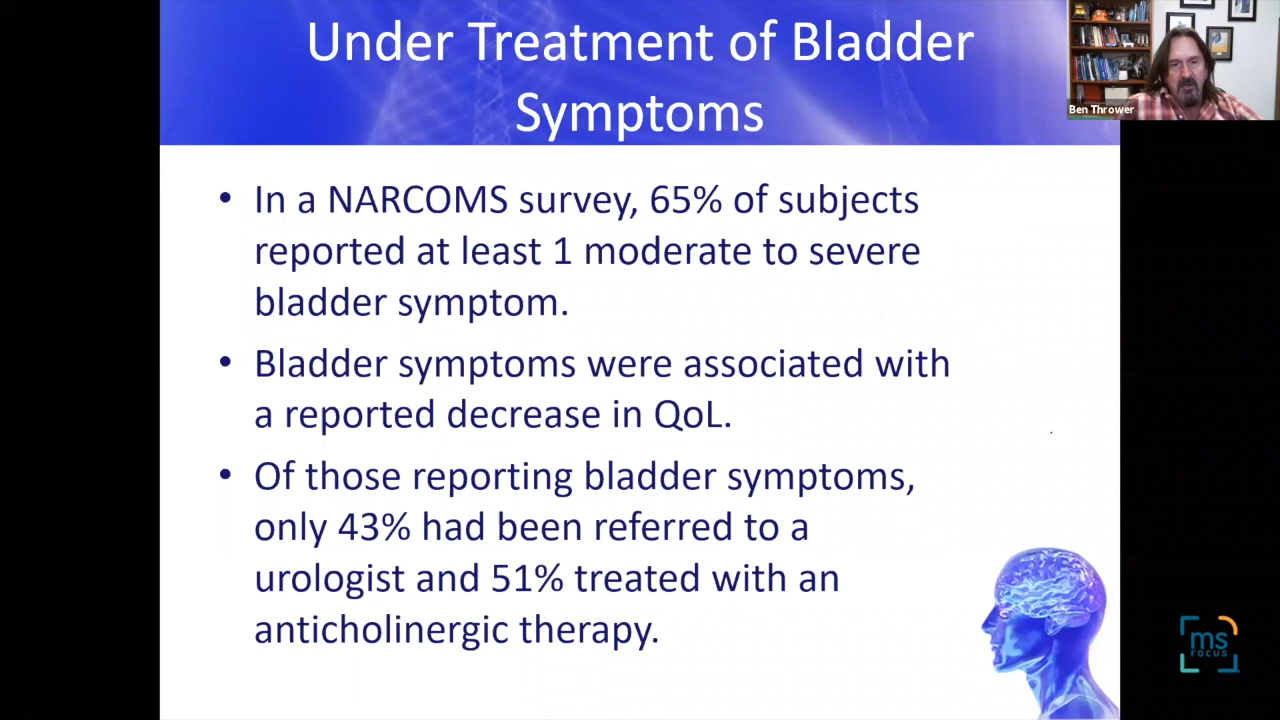 Under Treatment of Bladder
Symptoms
Ben Thrower
• In a NARCOMS survey, 65% of subjects
reported at least 1 moderate to severe
bladder symptom.
• Bladder symptoms were associated with
a reported decrease in QoL.
• Of those reporting bladder symptoms,
only 43% had been referred to a
urologist and 51% treated with an
anticholinergic therapy.
ms
FOCUS